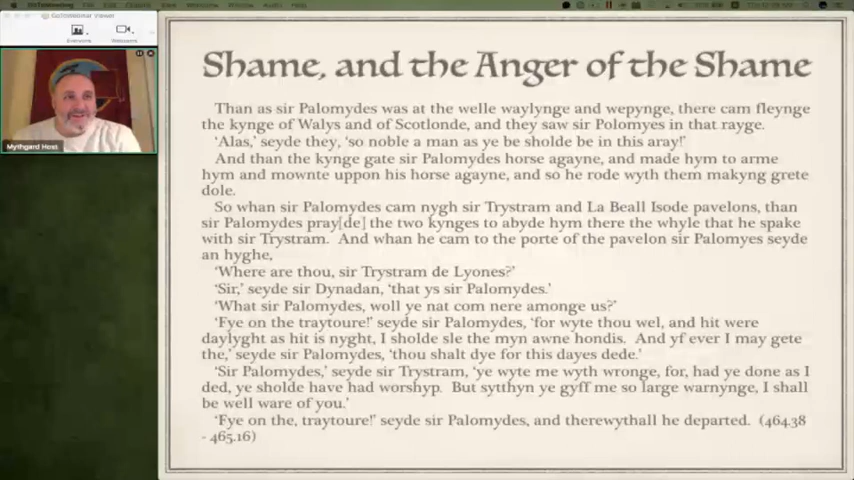 GoToWebinar Viewer
Mythgard Host
Shame, and the Anger of the Shame
Than as sir Palomydes was at the welle waylynge and wepynge, there cam fleynge
the kynge of Walys and of Scotlonde, and they saw sir Polomyes in that rayge.
'Alas,' seyde they, 'so noble a man as ye be sholde be in this aray!'
And than the kynge gate sir Palomydes horse agayne, and made hym to arme
hym and mownte uppon his horse agayne, and so he rode wyth them makyng grete
dole.
So whan sir Palomydes cam nygh sir Trystram and La Beall Isode pavelons, than
sir Palomydes pray[de] the two kynges to abyde hym there the whyle that he spake
with sir Trystram. And whan he cam to the porte of the pavelon sir Palomyes seyde
an hyghe,
'Where are thou, sir Trystram de Lyones?'
'Sir,' seyde sir Dynadan, 'that ys sir Palomydes.'
'What sir Palomydes, woll ye nat com nere amonge us?'
'Fye on the traytoure!' seyde sir Palomydes, 'for wyte thou wel, and hit were
daylyght as hit is nyght, I sholde sle the myn awne hondis. And yf ever I may gete
the,' seyde sir Palomydes, 'thou shalt dye for this dayes dede.'
'Sir Palomydes,' seyde sir Trystram, 'ye wyte me wyth wronge, for, had ye done as I
ded, ye sholde have had worshyp. But sytthyn ye gyff me so large warnynge, I shall
be well ware of you.'
'Fye on the, traytoure!' seyde sir Palomydes, and therewythall he departed. (464.38
- 465.16)